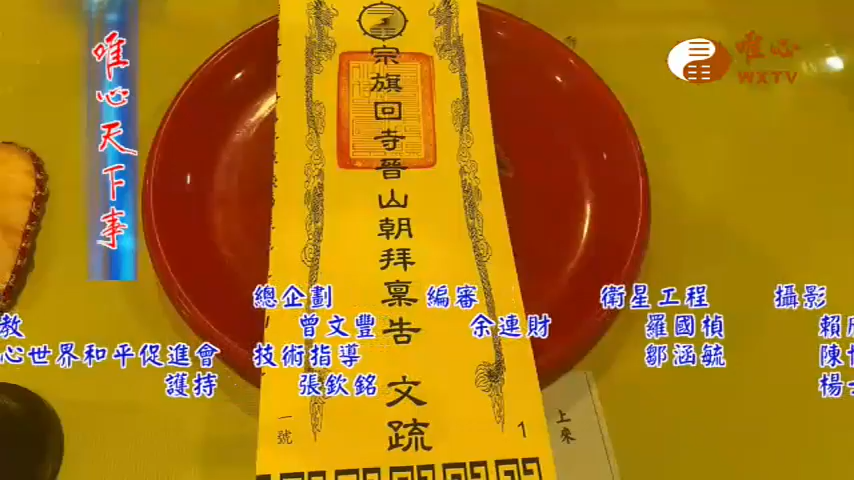 唯心天下事
唯心
WXTV
宗旗回寺晉山朝拜稟告 文疏
一號
1
上來
總企劃 編審 衛星工程 攝影
教 曾文豐 余連財 羅國楨 賴
心世界和平促進會 技術指導 鄒涵毓 陳
護持 張欽銘 楊